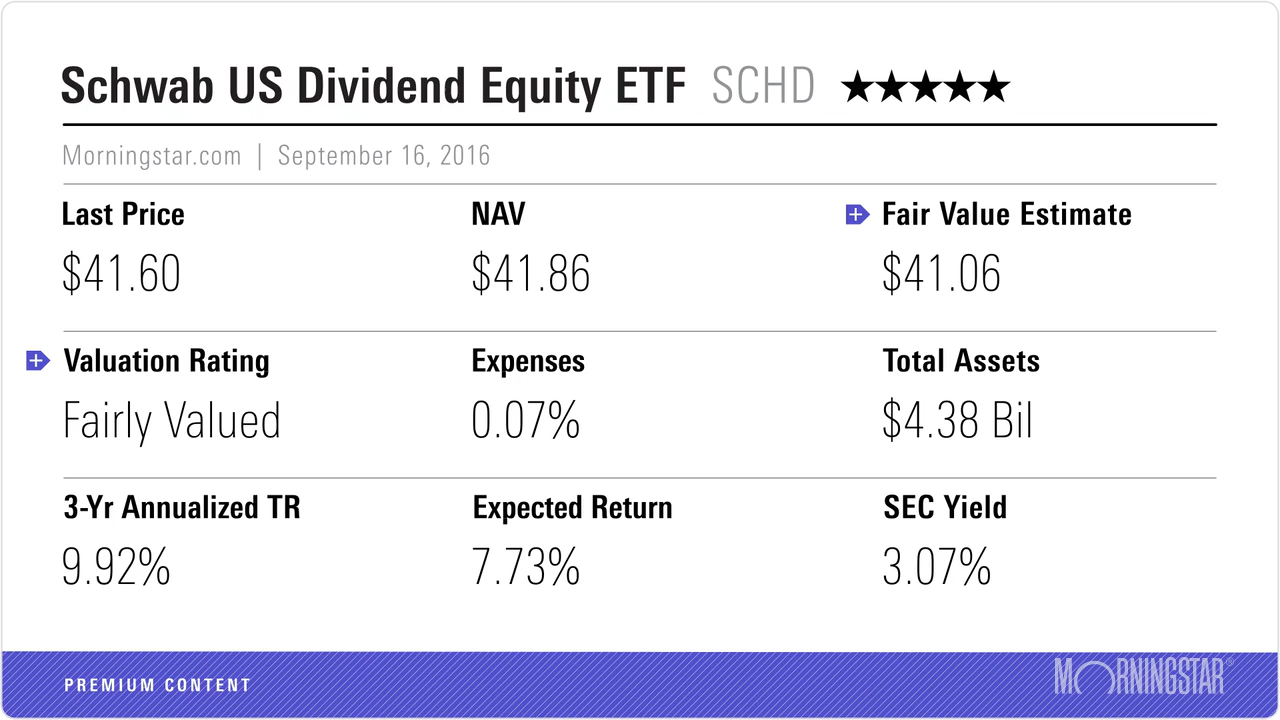 Schwab US Dividend Equity ETF SCHD ★★★★★
Morningstar.com | September 16, 2016
Last Price NAV Fair Value Estimate
$41.60 $41.86 $41.06
Valuation Rating Expenses Total Assets
Fairly Valued 0.07% $4.38 Bil
3-Yr Annualized TR Expected Return SEC Yield
9.92% 7.73% 3.07%
PREMIUM CONTENT MORNINGSTAR®